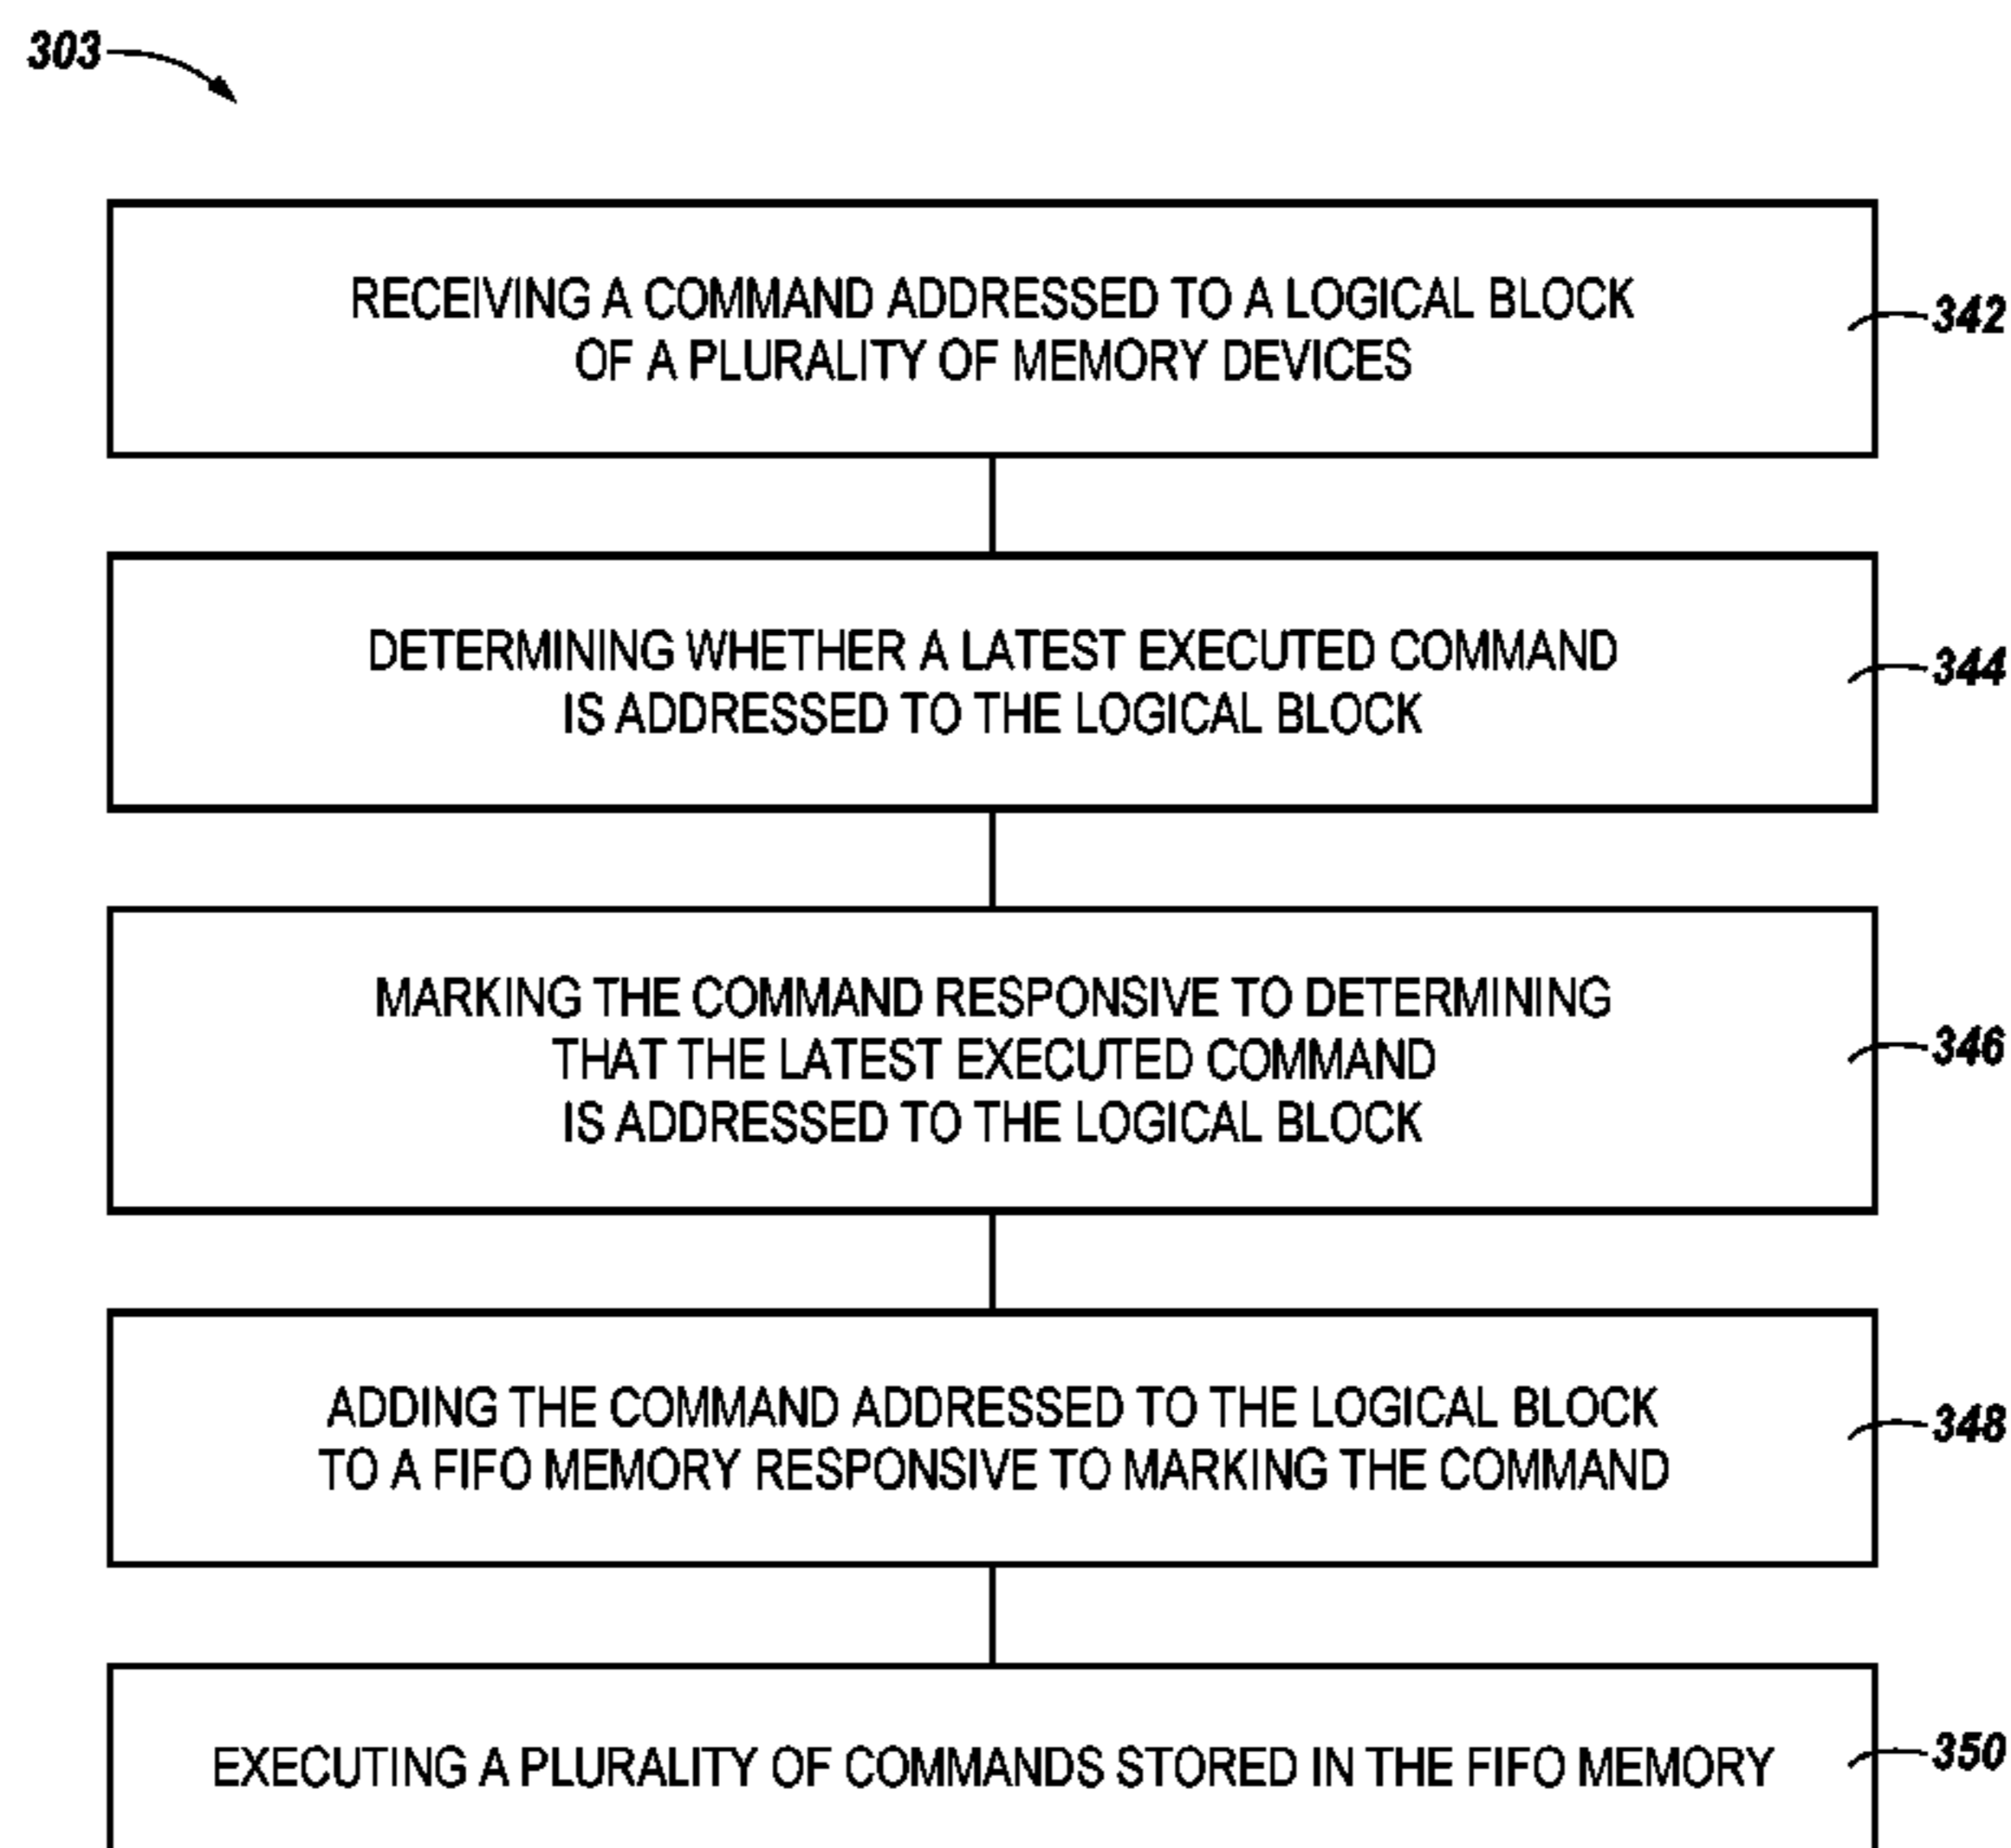 303
RECEIVING A COMMAND ADDRESSED TO A LOGICAL BLOCK
OF A PLURALITY OF MEMORY DEVICES
342
DETERMINING WHETHER A LATEST EXECUTED COMMAND
IS ADDRESSED TO THE LOGICAL BLOCK
344
MARKING THE COMMAND RESPONSIVE TO DETERMINING
THAT THE LATEST EXECUTED COMMAND
IS ADDRESSED TO THE LOGICAL BLOCK
346
ADDING THE COMMAND ADDRESSED TO THE LOGICAL BLOCK
TO A FIFO MEMORY RESPONSIVE TO MARKING THE COMMAND
348
EXECUTING A PLURALITY OF COMMANDS STORED IN THE FIFO MEMORY
350